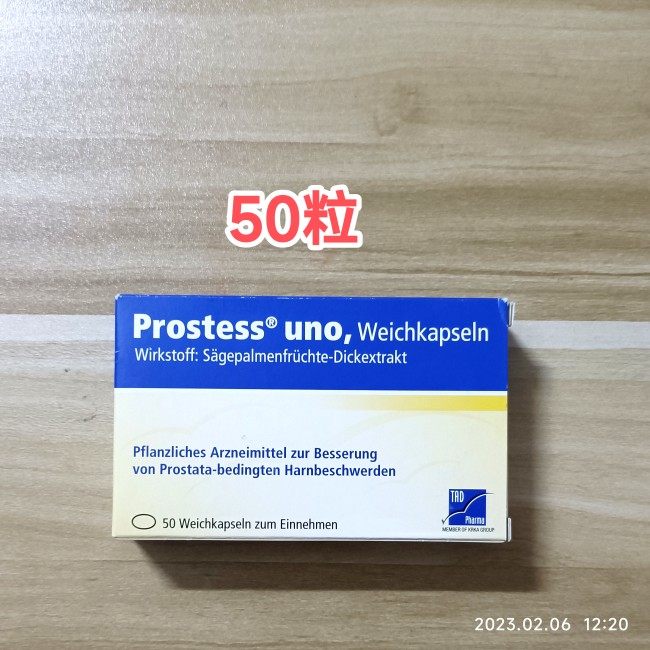 50粒
Prostess® uno, Weichkapseln
Wirkstoff: Sägepalmenfrüchte-Dickextrakt
Pflanzliches Arzneimittel zur Besserung
von Prostata-bedingten Harnbeschwerden
50 Weichkapseln zum Einnehmen
TAD
Pharma
MEMBER OF KRKA GROUP
2023.02.06 12:20